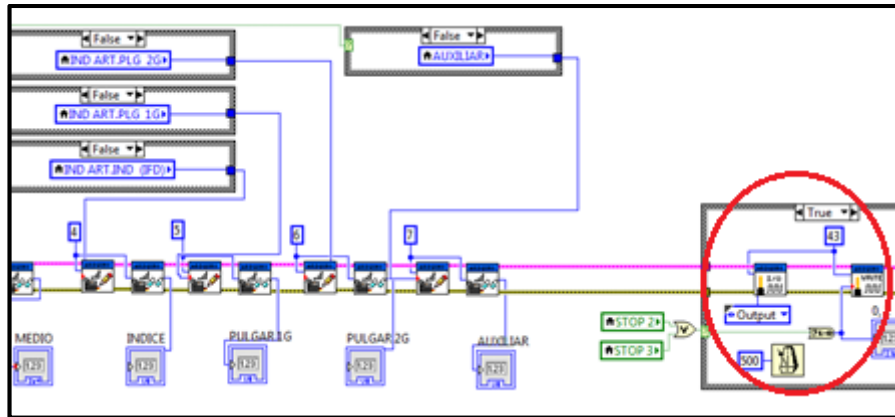 False
IND ART.PLG 2G
False
AUXILIAR
False
IND ART.PLG 1G
False
IND ART.IND (IFD)
True
4
5
6
7
43
Output
STOP 2
STOP 3
500
MEDIO
INDICE
PULGAR 1G
PULGAR 2G
AUXILIAR
123
123
123
123
123